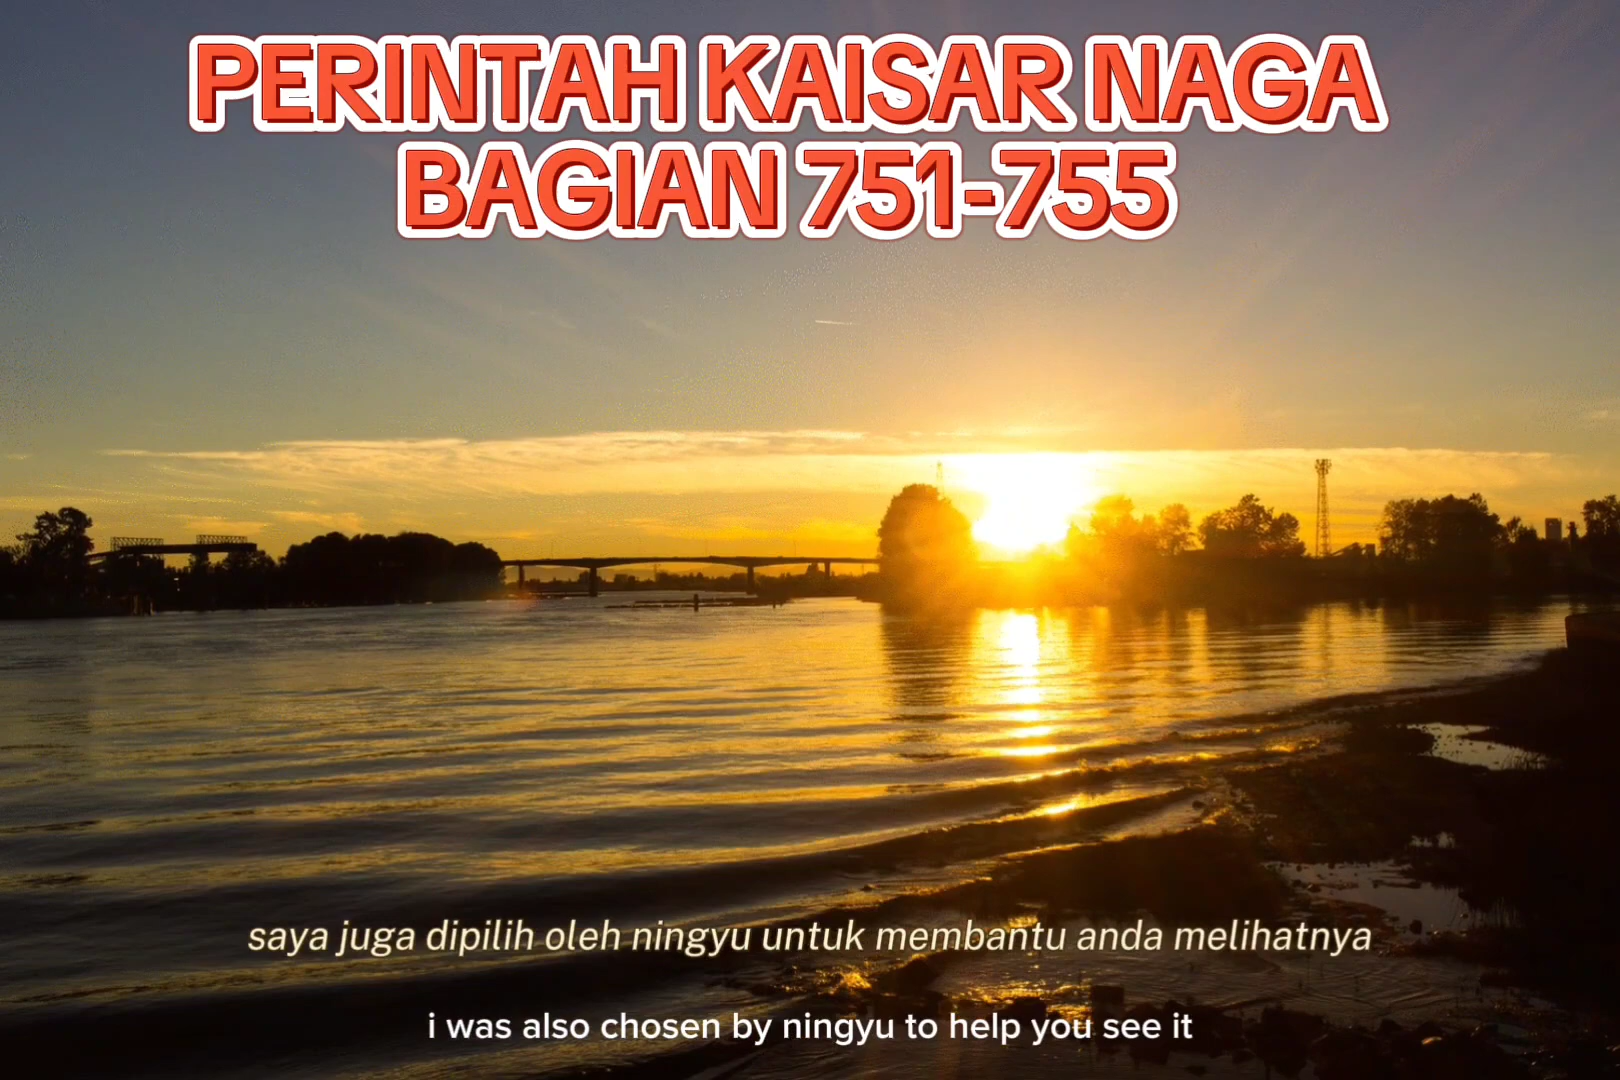 PERINTAH KAISAR NAGA
BAGIAN 751-755
saya juga dipilih oleh ningyu untuk membantu anda melihatnya
i was also chosen by ningyu to help you see it